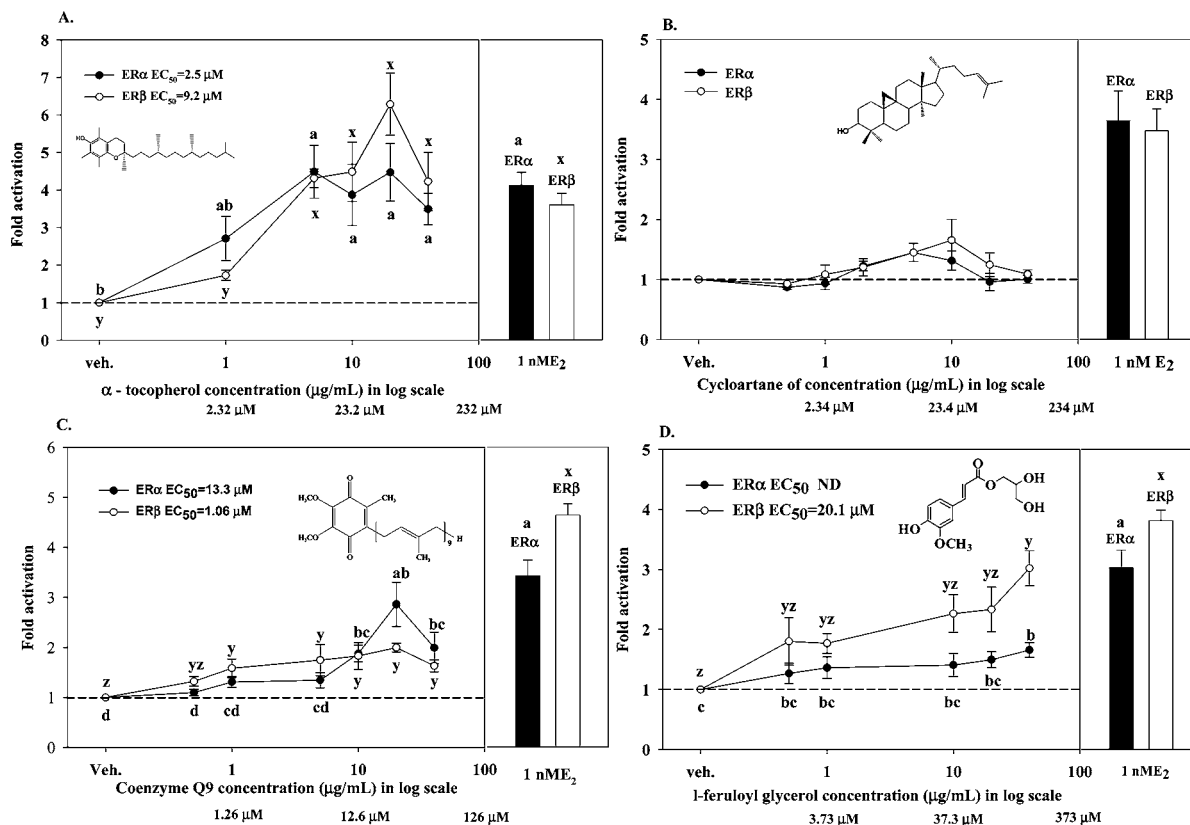 A.
8
7
6
5
4
3
2
1
0
Fold activation
ERα EC50=2.5 μM
ERβ EC50=9.2 μM
HO
O
b
y
ab
y
a
x
x
a
x
a
x
a
a
ERα
x
ERβ
veh.
1
10
100
1 nME2
α - tocopherol concentration (μg/mL) in log scale
2.32 μM
23.2 μM
232 μM
B.
5
4
3
2
1
0
Fold activation
ERα
ERβ
HO
ERα
ERβ
Veh.
1
10
100
1 nM E2
Cycloartane of concentration (μg/mL) in log scale
2.34 μM
23.4 μM
234 μM
C.
6
5
4
3
2
1
0
Fold activation
ERα EC50=13.3 μM
ERβ EC50=1.06 μM
O
CH3O
CH3
CH3O
O
CH3
9
H
z
d
yz
d
y
cd
y
cd
bc
y
ab
y
bc
y
a
ERα
x
ERβ
Veh.
1
10
100
1 nME2
Coenzyme Q9 concentration (μg/mL) in log scale
1.26 μM
12.6 μM
126 μM
D.
5
4
3
2
1
0
Fold activation
ERα EC50 ND
ERβ EC50=20.1 μM
O
O
OH
OH
HO
OCH3
z
c
yz
bc
yz
bc
yz
bc
yz
bc
y
b
a
ERα
x
ERβ
veh.
1
10
100
1 nME2
l-feruloyl glycerol concentration (μg/mL) in log scale
3.73 μM
37.3 μM
373 μM